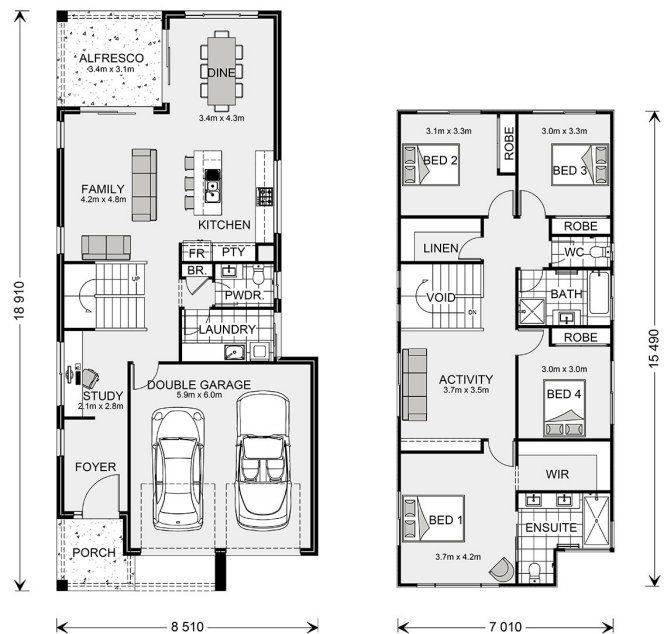 ALFRESCO
3.4m x 3.1m
DINE
3.4m x 4.3m
FAMILY
4.2m x 4.8m
KITCHEN
FR
PTY
BR.
PWDR.
UP
LAUNDRY
STUDY
2.1m x 2.8m
DOUBLE GARAGE
5.9m x 6.0m
FOYER
PORCH
18 910
8 510
3.1m x 3.3m
BED 2
ROBE
3.0m x 3.3m
BED 3
ROBE
LINEN
WC
VOID
DN
BATH
ROBE
ACTIVITY
3.7m x 3.5m
3.0m x 3.0m
BED 4
WIR
BED 1
3.7m x 4.2m
ENSUITE
15 490
7 010